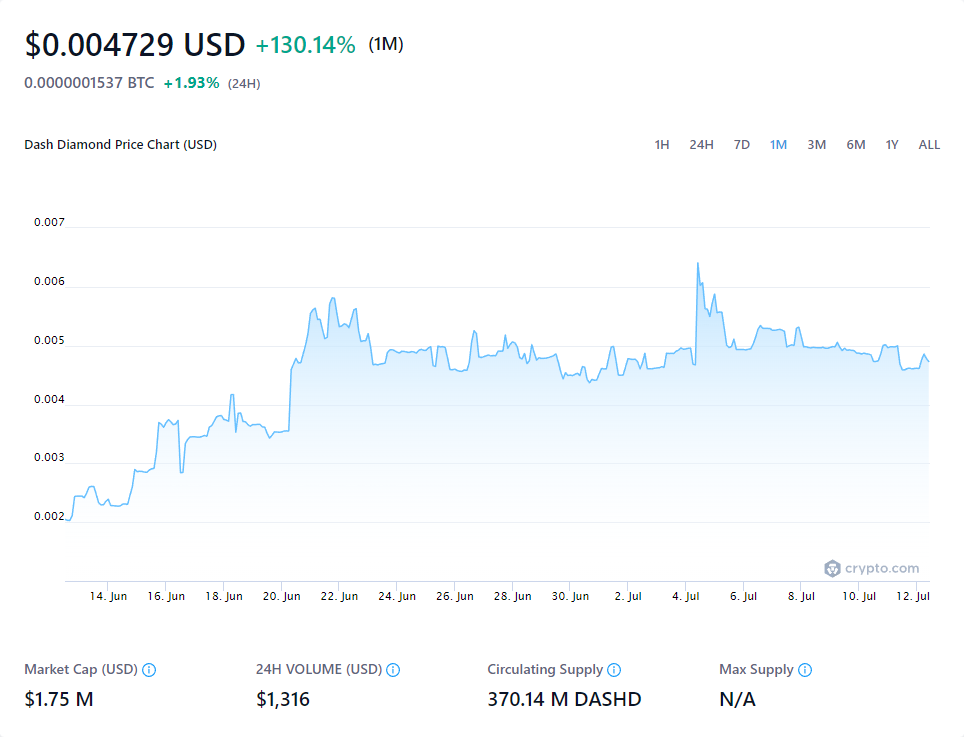 $0.004729 USD +130.14% (1M)
0.0000001537 BTC +1.93% (24H)
Dash Diamond Price Chart (USD) 1H 24H 7D 1M 3M 6M 1Y ALL
0.007
0.006
0.005
0.004
0.003
0.002
crypto.com
14. Jun 16. Jun 18. Jun 20. Jun 22. Jun 24. Jun 26. Jun 28. Jun 30. Jun 2. Jul 4. Jul 6. Jul 8. Jul 10. Jul 12. Jul
Market Cap (USD) 24H VOLUME (USD) Circulating Supply Max Supply
$1.75 M $1,316 370.14 M DASHD N/A